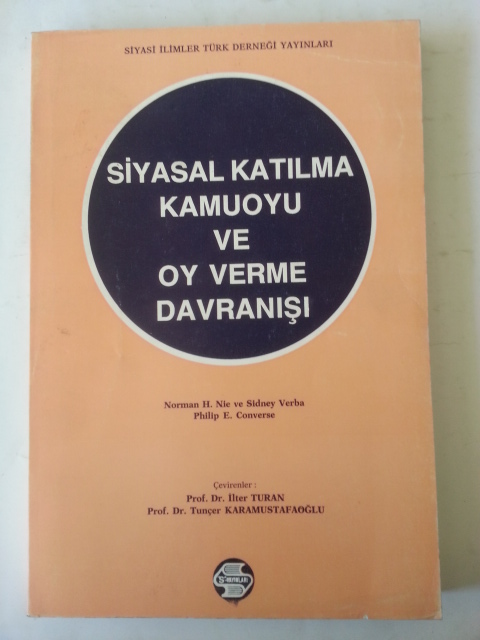 SİYASİ İLİMLER TÜRK DERNEĞİ YAYINLARI
SİYASAL KATILMA
KAMUOYU
VE
OY VERME
DAVRANIŞI
Norman H. Nie ve Sidney Verba
Philip E. Converse
Çevirenler :
Prof. Dr. İlter TURAN
Prof. Dr. Tunçer KARAMUSTAFAOĞLU